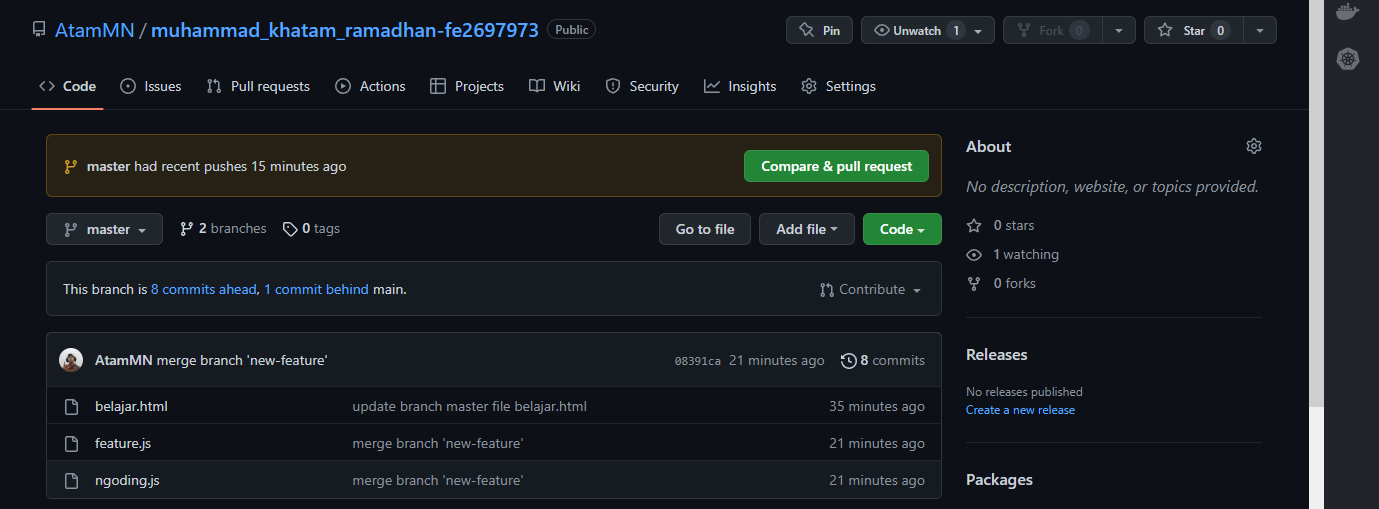 AtamMN / muhammad_khatam_ramadhan-fe2697973 Public
Pin Unwatch 1 Fork 0 Star 0
Code Issues Pull requests Actions Projects Wiki Security Insights Settings
master had recent pushes 15 minutes ago Compare & pull request
master 2 branches 0 tags Go to file Add file Code
This branch is 8 commits ahead, 1 commit behind main. Contribute
AtamMN merge branch 'new-feature' 08391ca 21 minutes ago 8 commits
belajar.html update branch master file belajar.html 35 minutes ago
feature.js merge branch 'new-feature' 21 minutes ago
ngoding.js merge branch 'new-feature' 21 minutes ago
About
No description, website, or topics provided.
0 stars
1 watching
0 forks
Releases
No releases published
Create a new release
Packages